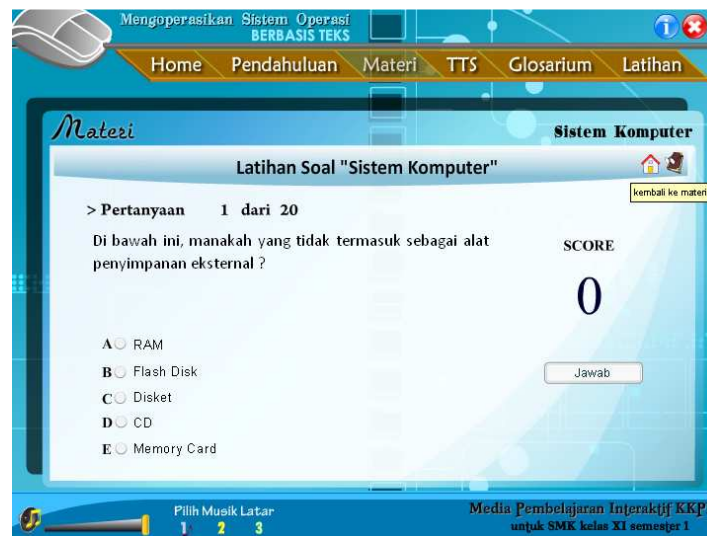 Mengoperasikan Sistem Operasi
BERBASIS TEKS
Home Pendahuluan Materi TTS Glosarium Latihan
Materi
Sistem Komputer
Latihan Soal "Sistem Komputer"
kembali ke materi
> Pertanyaan 1 dari 20
Di bawah ini, manakah yang tidak termasuk sebagai alat
penyimpanan eksternal ?
SCORE
0
A RAM
B Flash Disk
C Disket
D CD
E Memory Card
Jawab
Pilih Musik Latar
1 2 3
Media Pembelajaran Interaktif KKPI
untuk SMK kelas XI semester 1